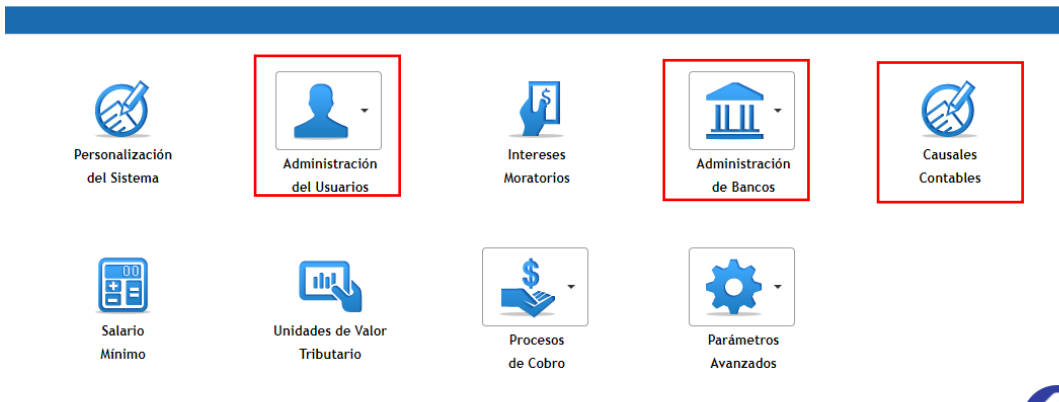 Personalización
del Sistema
Administración
del Usuarios
Intereses
Moratorios
Administración
de Bancos
Causales
Contables
Salario
Mínimo
Unidades de Valor
Tributario
Procesos
de Cobro
Parámetros
Avanzados